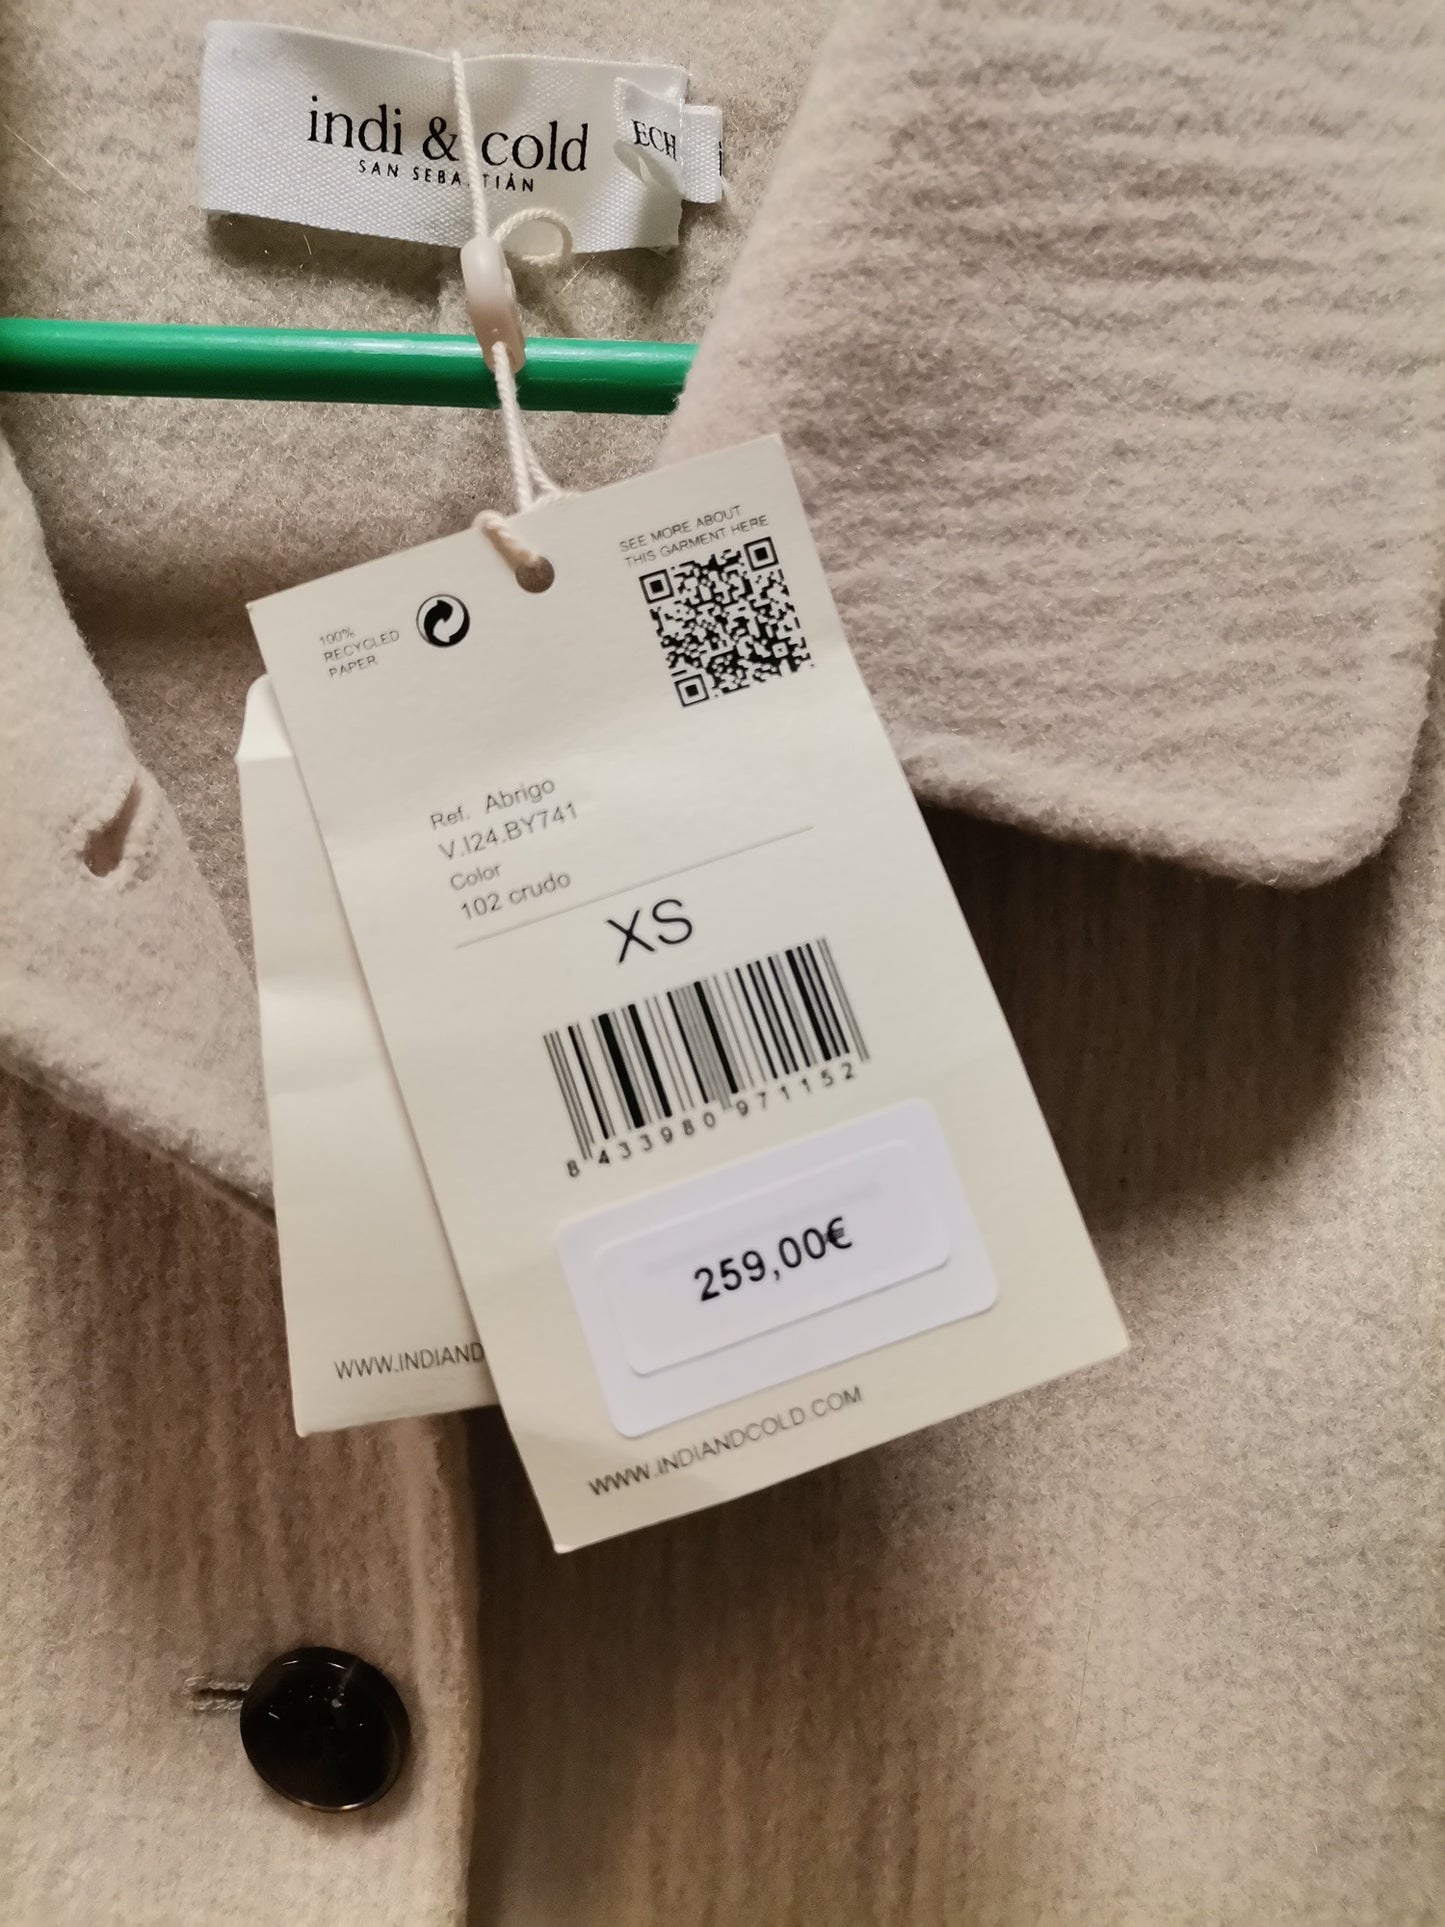 indi & cold
SAN SEBASTIÁN
ECH
SEE MORE ABOUT
THIS GARMENT HERE
100%
RECYCLED
PAPER
Ref. Abrigo
V.I24.BY741
Color
102 crudo
XS
8 433980 971152
259,00€
WWW.INDIAND
WWW.INDIANDCOLD.COM